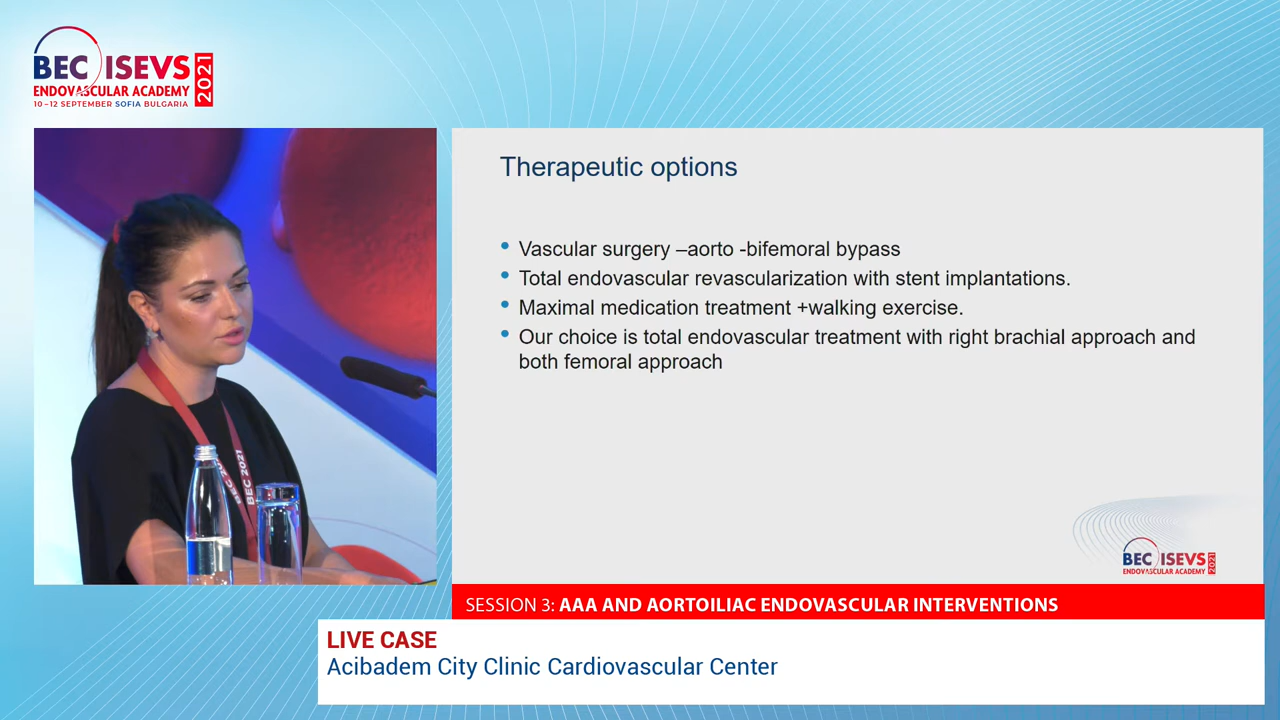 BEC ISEVS 2021
ENDOVASCULAR ACADEMY
10–12 SEPTEMBER SOFIA BULGARIA
BEC 2021
Therapeutic options
• Vascular surgery –aorto -bifemoral bypass
• Total endovascular revascularization with stent implantations.
• Maximal medication treatment +walking exercise.
• Our choice is total endovascular treatment with right brachial approach and
both femoral approach
BEC ISEVS 2021
ENDOVASCULAR ACADEMY
SESSION 3: AAA AND AORTOILIAC ENDOVASCULAR INTERVENTIONS
LIVE CASE
Acibadem City Clinic Cardiovascular Center